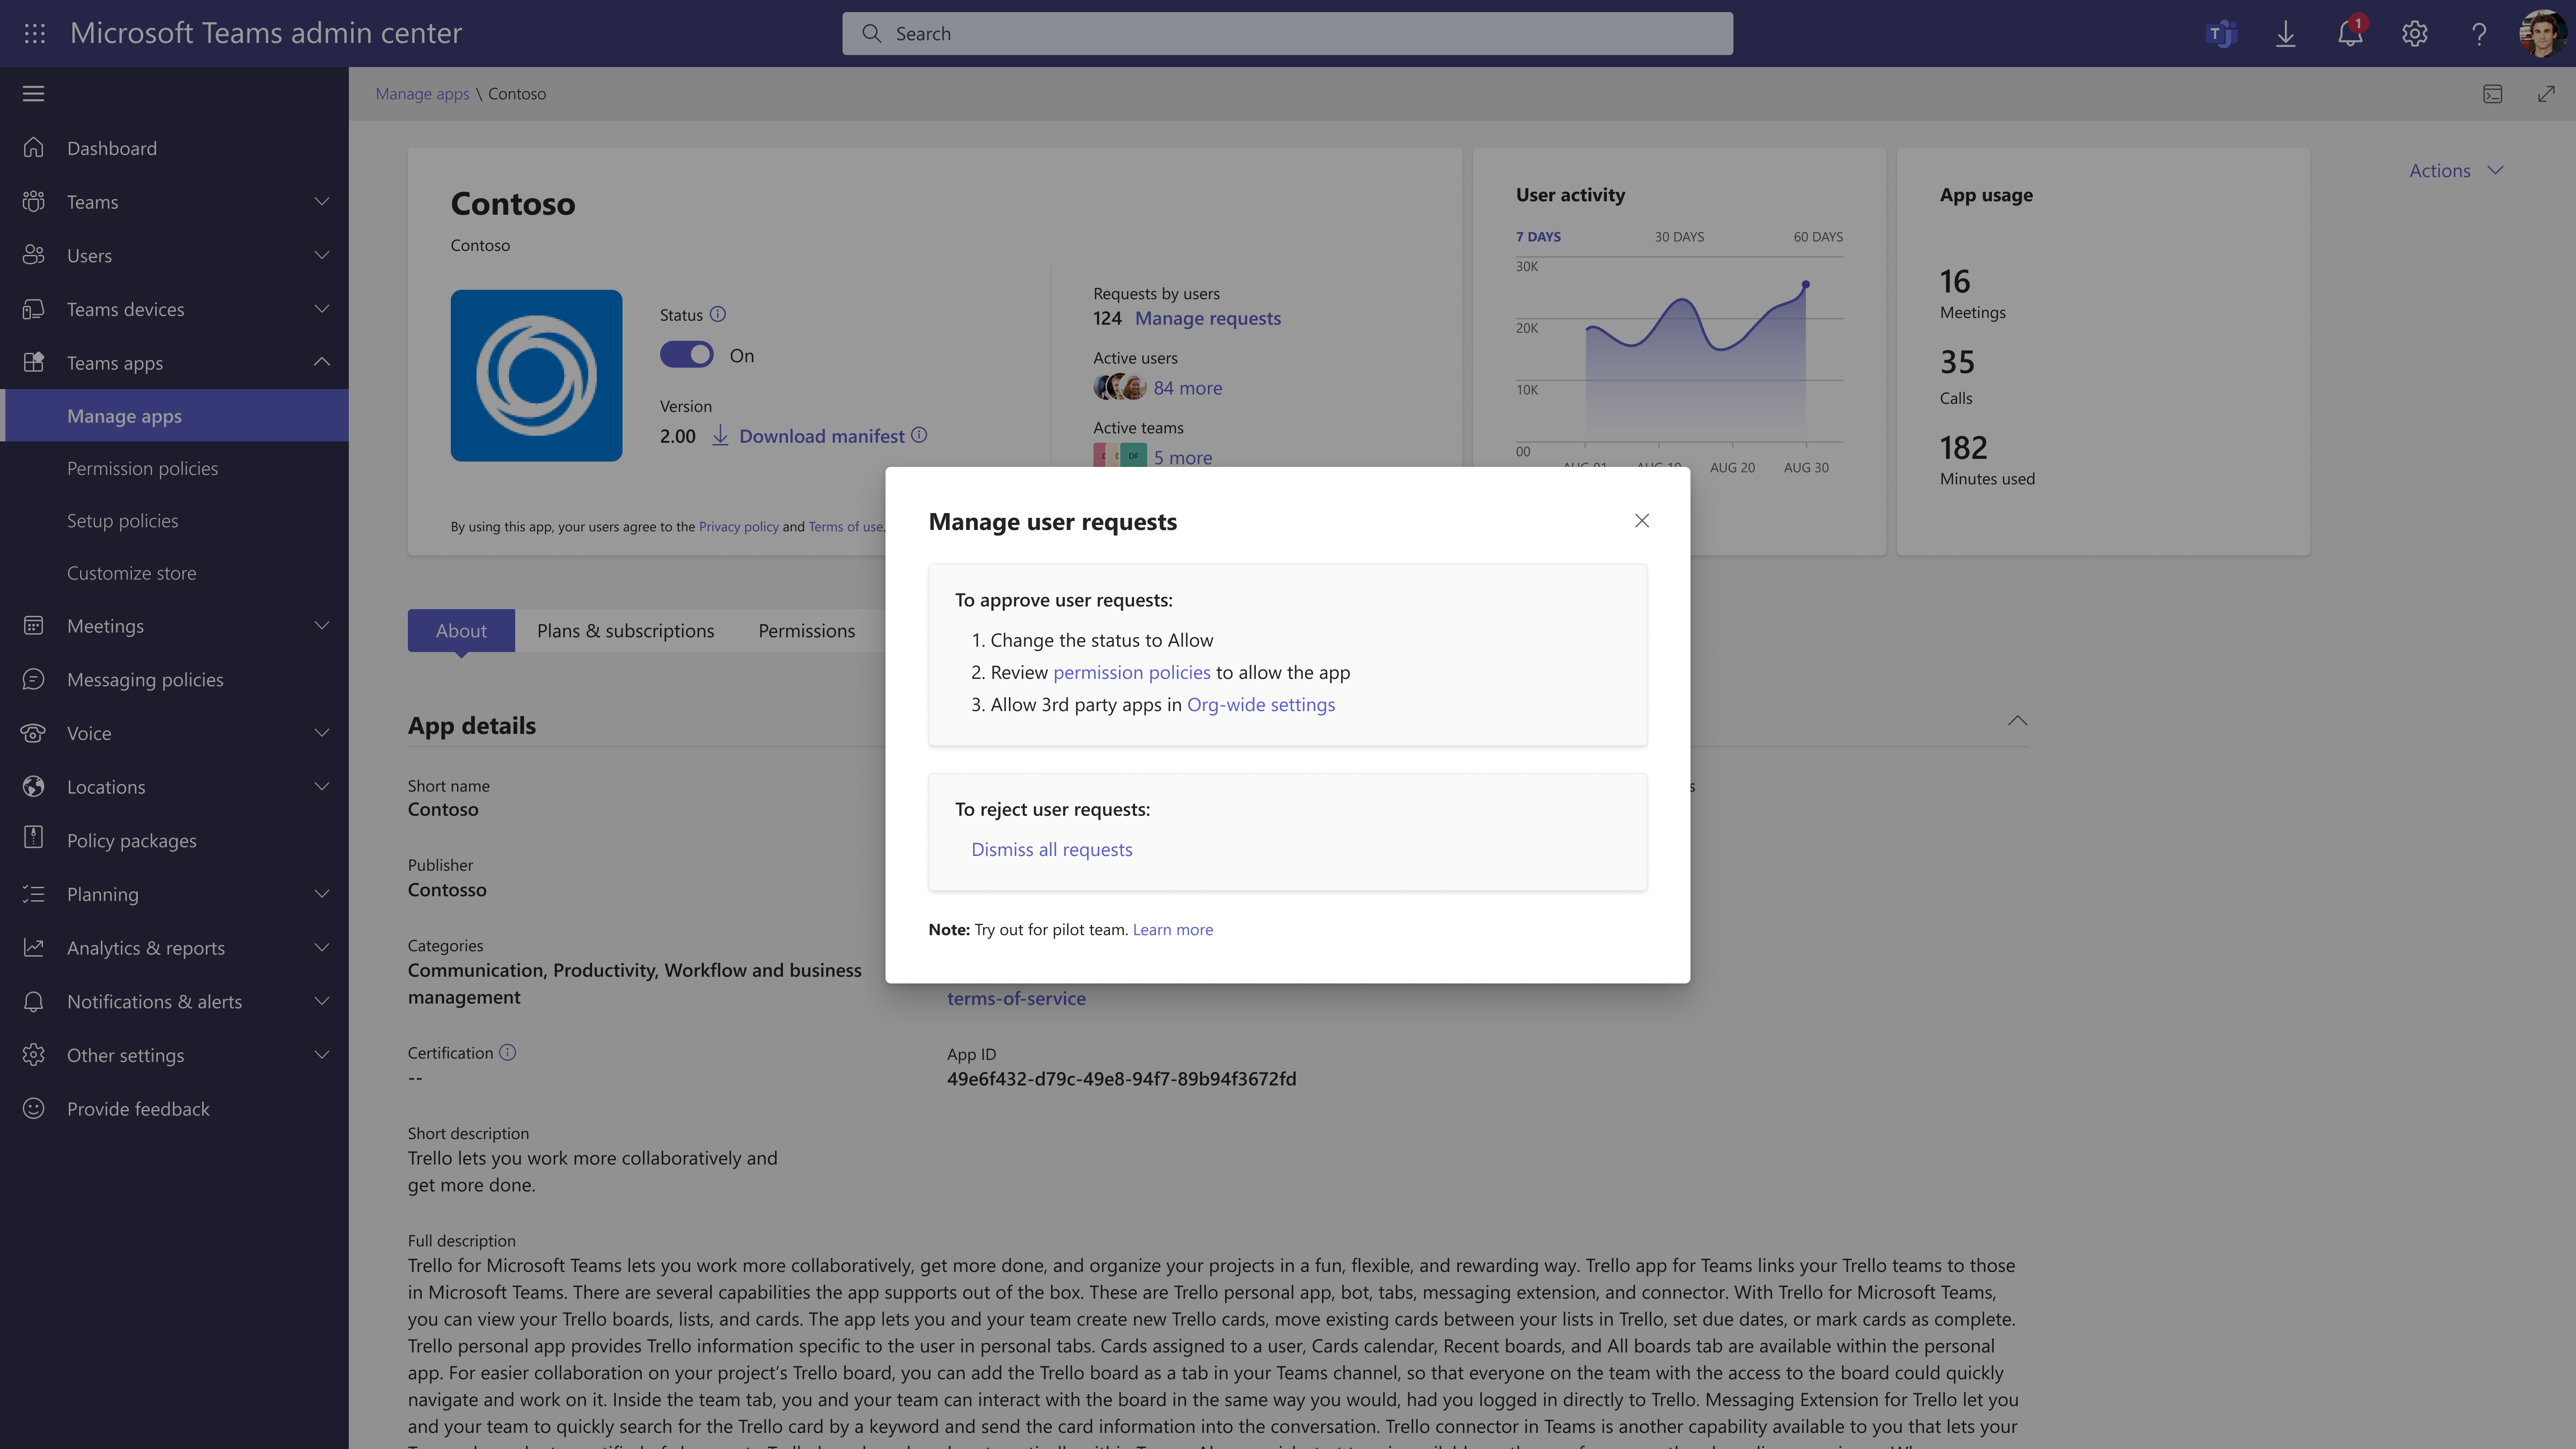 Microsoft Teams admin center
Search
1
Manage apps \ Contoso
Dashboard
Teams
Users
Teams devices
Teams apps
Manage apps
Permission policies
Setup policies
Customize store
Meetings
Messaging policies
Voice
Locations
Policy packages
Planning
Analytics & reports
Notifications & alerts
Other settings
Provide feedback
Contoso
Contoso
Status
On
Version
2.00 Download manifest
By using this app, your users agree to the Privacy policy and Terms of use.
Requests by users
124 Manage requests
Active users
84 more
Active teams
DF
5 more
User activity
7 DAYS 30 DAYS 60 DAYS
30K
20K
10K
00
AUG 01 AUG 10 AUG 20 AUG 30
App usage
16
Meetings
35
Calls
182
Minutes used
Actions
Manage user requests
To approve user requests:
1. Change the status to Allow
2. Review permission policies to allow the app
3. Allow 3rd party apps in Org-wide settings
To reject user requests:
Dismiss all requests
Note: Try out for pilot team. Learn more
About Plans & subscriptions Permissions
App details
Short name
Contoso
Publisher
Contosso
Categories
Communication, Productivity, Workflow and business
management
terms-of-service
Certification
--
App ID
49e6f432-d79c-49e8-94f7-89b94f3672fd
Short description
Trello lets you work more collaboratively and
get more done.
Full description
Trello for Microsoft Teams lets you work more collaboratively, get more done, and organize your projects in a fun, flexible, and rewarding way. Trello app for Teams links your Trello teams to those
in Microsoft Teams. There are several capabilities the app supports out of the box. These are Trello personal app, bot, tabs, messaging extension, and connector. With Trello for Microsoft Teams,
you can view your Trello boards, lists, and cards. The app lets you and your team create new Trello cards, move existing cards between your lists in Trello, set due dates, or mark cards as complete.
Trello personal app provides Trello information specific to the user in personal tabs. Cards assigned to a user, Cards calendar, Recent boards, and All boards tab are available within the personal
app. For easier collaboration on your project’s Trello board, you can add the Trello board as a tab in your Teams channel, so that everyone on the team with the access to the board could quickly
navigate and work on it. Inside the team tab, you and your team can interact with the board in the same way you would, had you logged in directly to Trello. Messaging Extension for Trello let you
and your team to quickly search for the Trello card by a keyword and send the card information into the conversation. Trello connector in Teams is another capability available to you that lets your